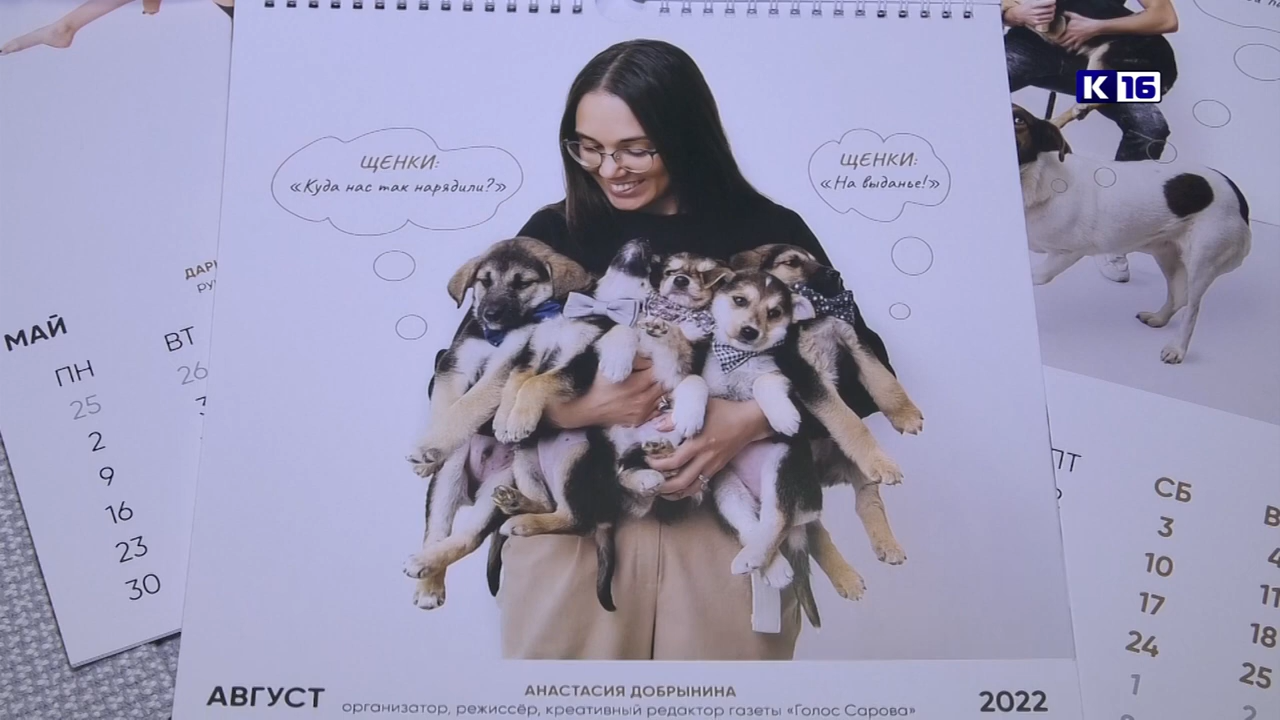 К 16
ЩЕНКИ:
«Куда нас так нарядили?»
ЩЕНКИ:
«На выданье!»
МАЙ
ПН
ВТ
25
26
2
9
16
23
30
ПТ
СБ
3
10
17
24
1
11
18
25
2
АВГУСТ
АНАСТАСИЯ ДОБРЫНИНА
организатор, режиссёр, креативный редактор газеты «Голос Сарова»
2022